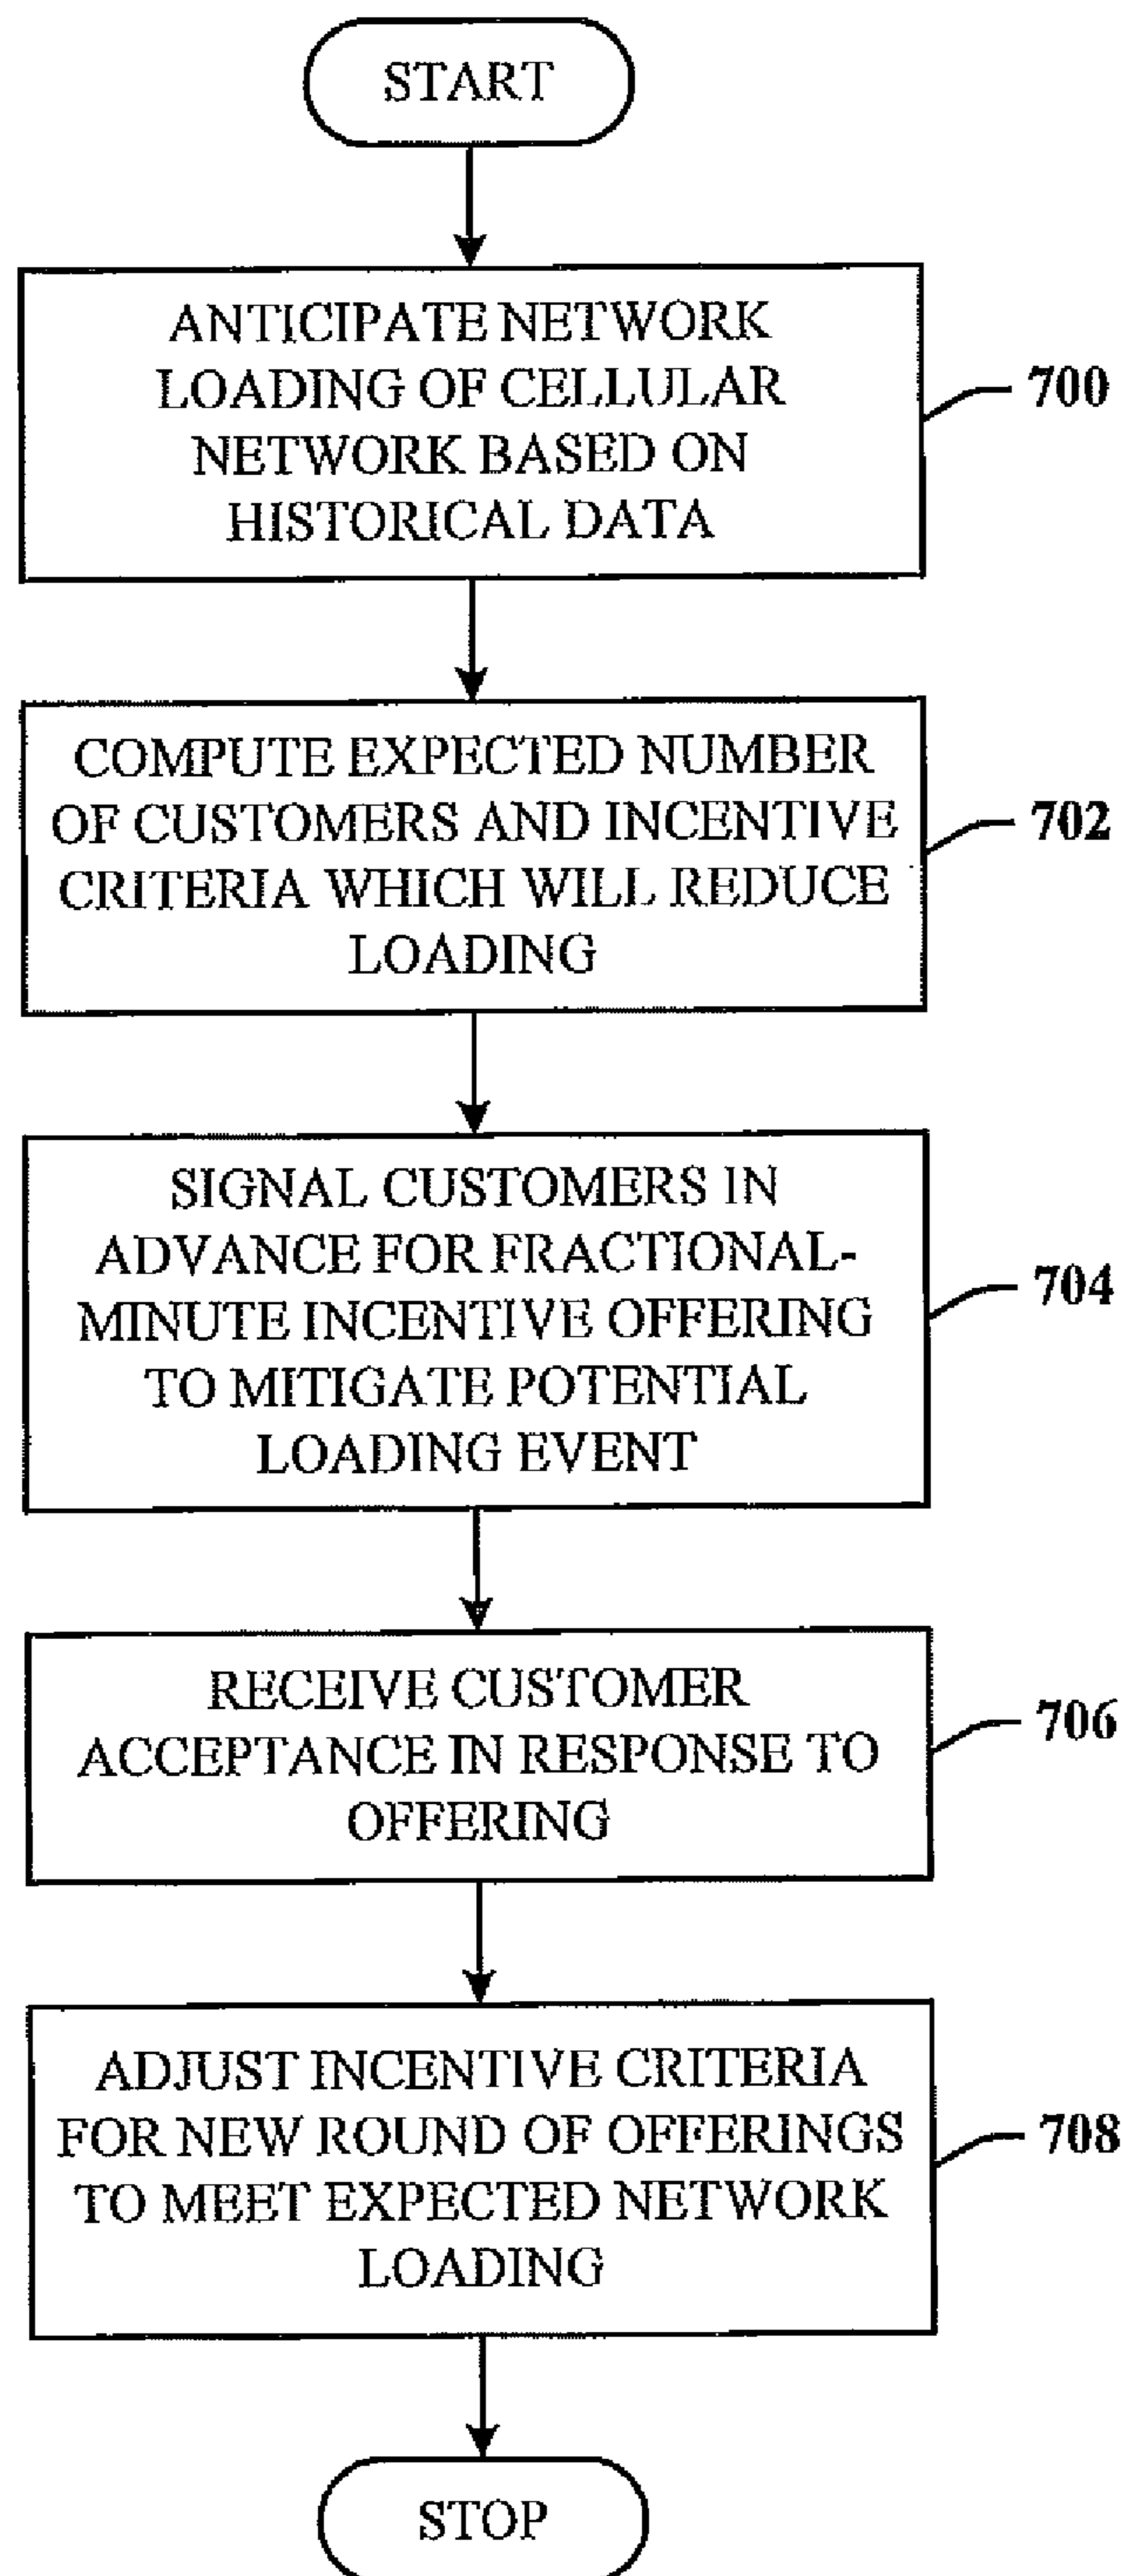 START
ANTICIPATE NETWORK
LOADING OF CELLULAR
NETWORK BASED ON
HISTORICAL DATA
700
COMPUTE EXPECTED NUMBER
OF CUSTOMERS AND INCENTIVE
CRITERIA WHICH WILL REDUCE
LOADING
702
SIGNAL CUSTOMERS IN
ADVANCE FOR FRACTIONAL-
MINUTE INCENTIVE OFFERING
TO MITIGATE POTENTIAL
LOADING EVENT
704
RECEIVE CUSTOMER
ACCEPTANCE IN RESPONSE TO
OFFERING
706
ADJUST INCENTIVE CRITERIA
FOR NEW ROUND OF OFFERINGS
TO MEET EXPECTED NETWORK
LOADING
708
STOP